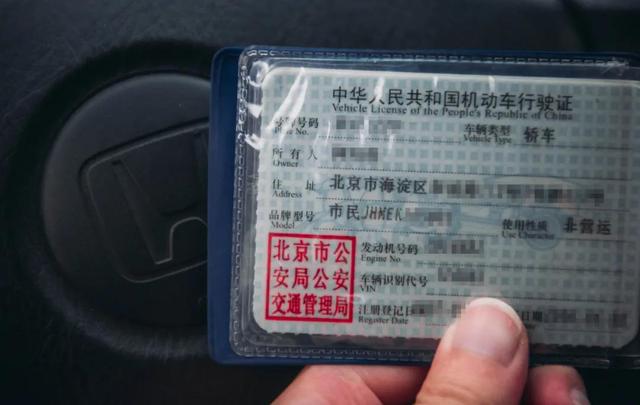 中华人民共和国机动车行驶证
Vehicle License of the People's Republic of China
号牌号码 车辆类型 轿车
Plate No. Vehicle Type
所有人
Owner
住 址 北京市海淀区
Address
品牌型号 市民JHMEK 使用性质 非营运
Model Use Character
北京市公
安局公安
交通管理局
发动机号码
Engine No
车辆识别代号
VIN
注册登记日
Register Date
日期